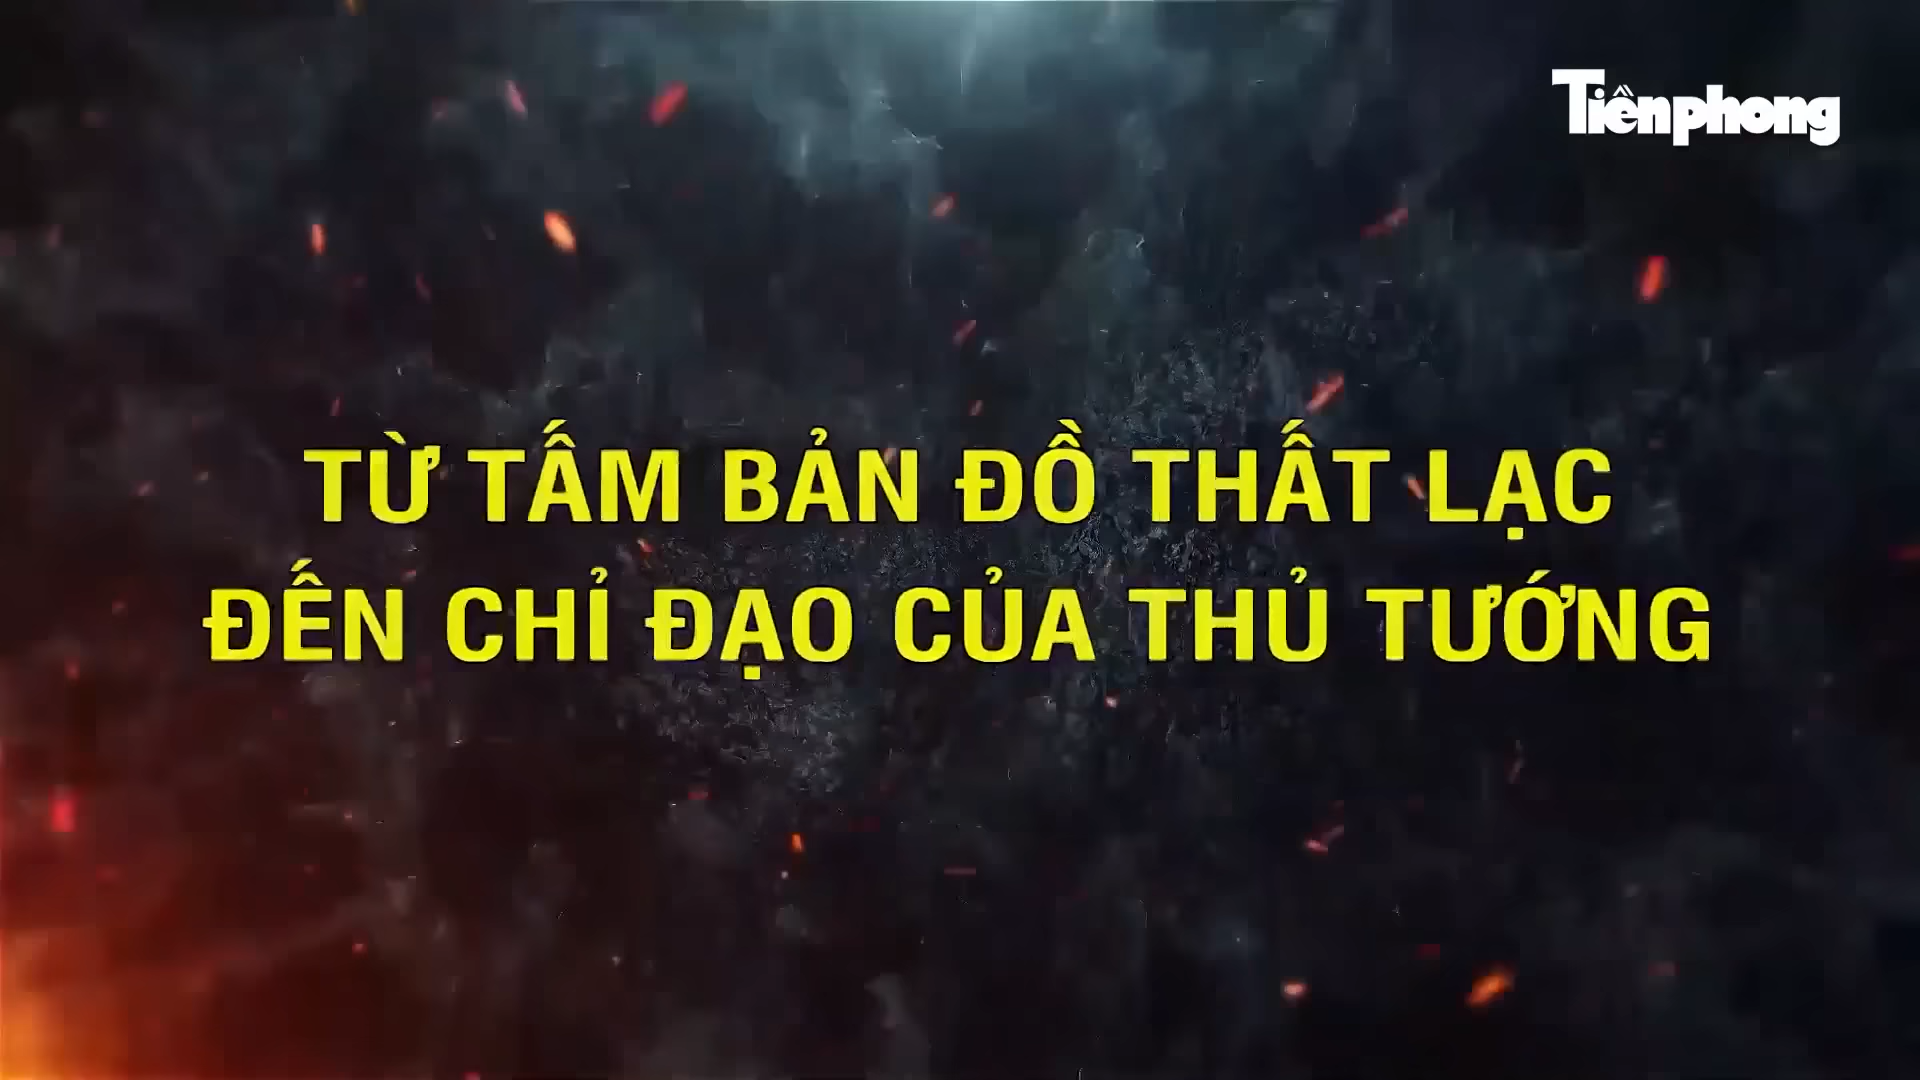 Tiềnphong
TỪ TẤM BẢN ĐỒ THẤT LẠC
ĐẾN CHỈ ĐẠO CỦA THỦ TƯỚNG